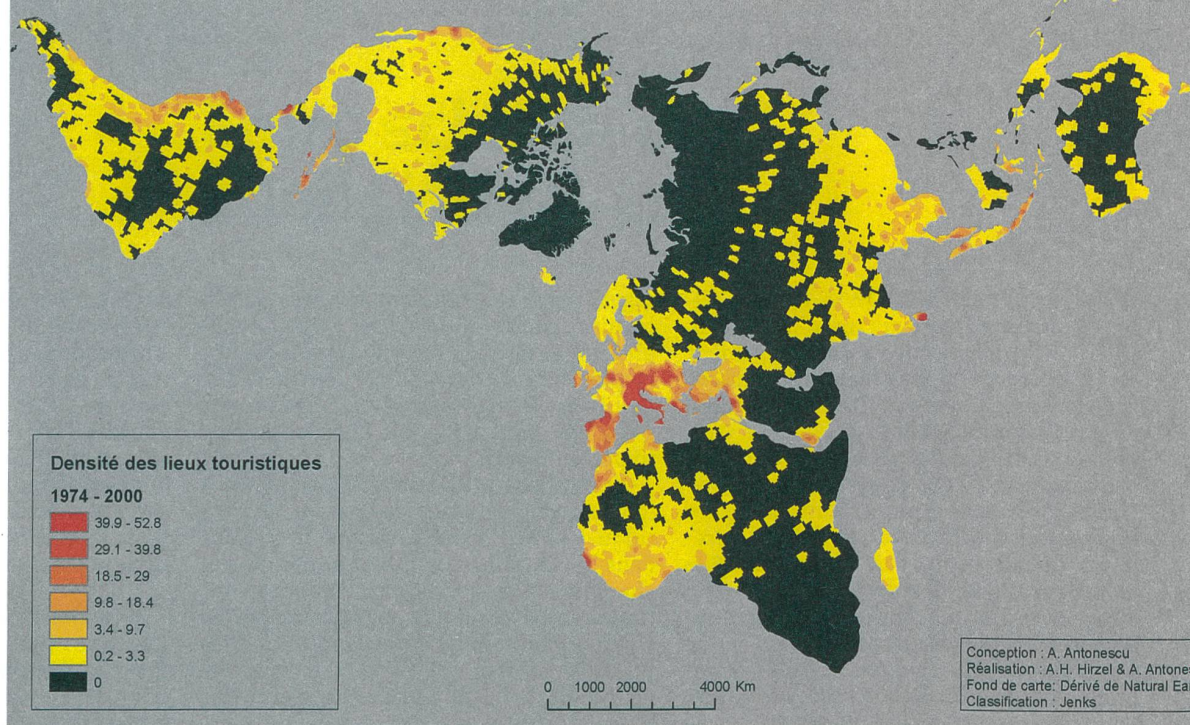 Densité des lieux touristiques
1974 - 2000
39.9 - 52.8
29.1 - 39.8
18.5 - 29
9.8 - 18.4
3.4 - 9.7
0.2 - 3.3
0
0 1000 2000 4000 Km
Conception : A. Antonescu
Réalisation : A.H. Hirzel & A. Antones
Fond de carte: Dérivé de Natural Ea
Classification : Jenks